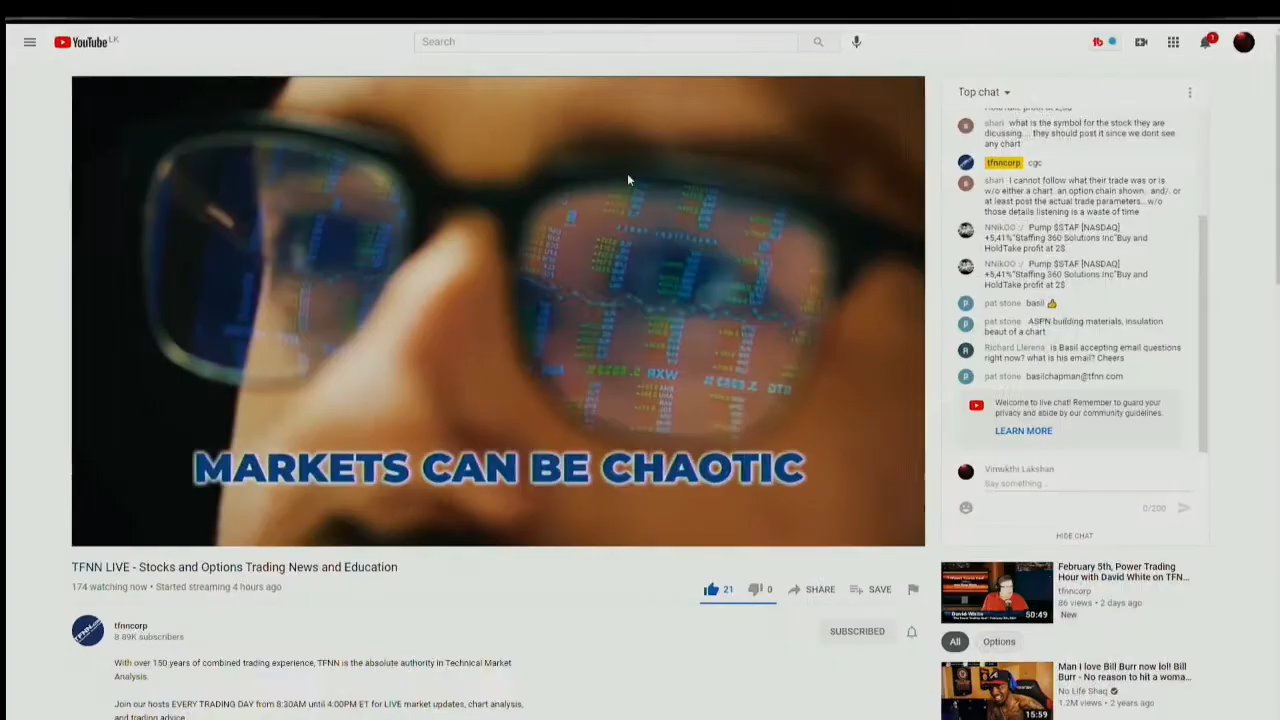 YouTube LK
Search
1
MARKETS CAN BE CHAOTIC
TFNN LIVE - Stocks and Options Trading News and Education
174 watching now • Started streaming 4 hours ago
21
0
SHARE
SAVE
tfnncorp
8.89K subscribers
SUBSCRIBED
With over 150 years of combined trading experience, TFNN is the absolute authority in Technical Market
Analysis.
Join our hosts EVERY TRADING DAY from 8:30AM until 4:00PM ET for LIVE market updates, chart analysis,
and trading advice
Top chat
shari what is the symbol for the stock they are
dicussing.... they should post it since we dont see
any chart
tfnncorp cgc
shari I cannot follow what their trade was or is
w/o either a chart an option chain shown and/. or
at least post the actual trade parameters...w/o
those details listening is a waste of time
NNikOO :/ Pump $STAF [NASDAQ]
+5,41%"Staffing 360 Solutions Inc"Buy and
HoldTake profit at 2$
NNikOO :/ Pump $STAF [NASDAQ]
+5,41%"Staffing 360 Solutions Inc"Buy and
HoldTake profit at 2$
pat stone basil 👍
pat stone ASPN building materials, insulation
beaut of a chart
Richard Llerena is Basil accepting email questions
right now? what is his email? Cheers
pat stone basilchapman@tfnn.com
Welcome to live chat! Remember to guard your
privacy and abide by our community guidelines.
LEARN MORE
Vimukthi Lakshan
Say something...
0/200
HIDE CHAT
February 5th, Power Trading
Hour with David White on TFN...
tfnncorp
86 views • 2 days ago
New
David White
50:49
All
Options
Man I love Bill Burr now lol! Bill
Burr - No reason to hit a woma...
No Life Shaq
1.2M views • 2 years ago
15:59